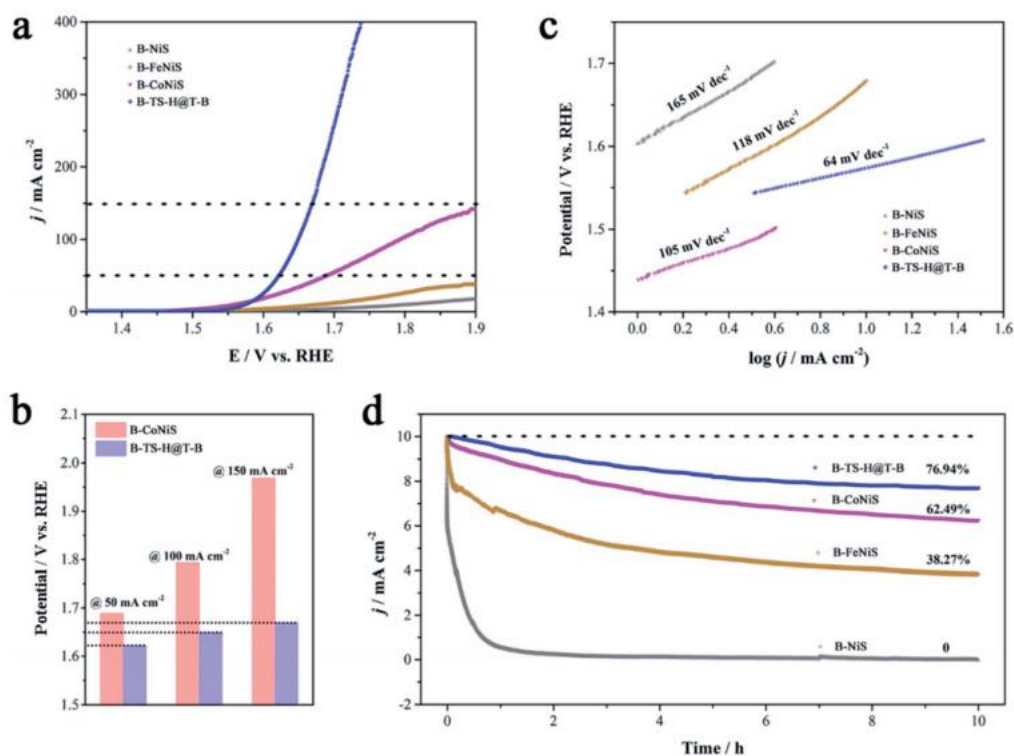 a
400
300
200
100
0
j / mA cm⁻²
B-NiS
B-FeNiS
B-CoNiS
B-TS-H@T-B
1.4 1.5 1.6 1.7 1.8 1.9
E / V vs. RHE
c
1.7
1.6
1.5
1.4
Potential / V vs. RHE
165 mV dec⁻¹
118 mV dec⁻¹
64 mV dec⁻¹
105 mV dec⁻¹
B-NiS
B-FeNiS
B-CoNiS
B-TS-H@T-B
0.0 0.2 0.4 0.6 0.8 1.0 1.2 1.4 1.6
log (j / mA cm⁻²)
b
2.1
2.0
1.9
1.8
1.7
1.6
1.5
Potential / V vs. RHE
B-CoNiS
B-TS-H@T-B
@ 50 mA cm⁻²
@ 100 mA cm⁻²
@ 150 mA cm⁻²
d
12
10
8
6
4
2
0
-2
j / mA cm⁻²
B-TS-H@T-B 76.94%
B-CoNiS 62.49%
B-FeNiS 38.27%
B-NiS 0
0 2 4 6 8 10
Time / h